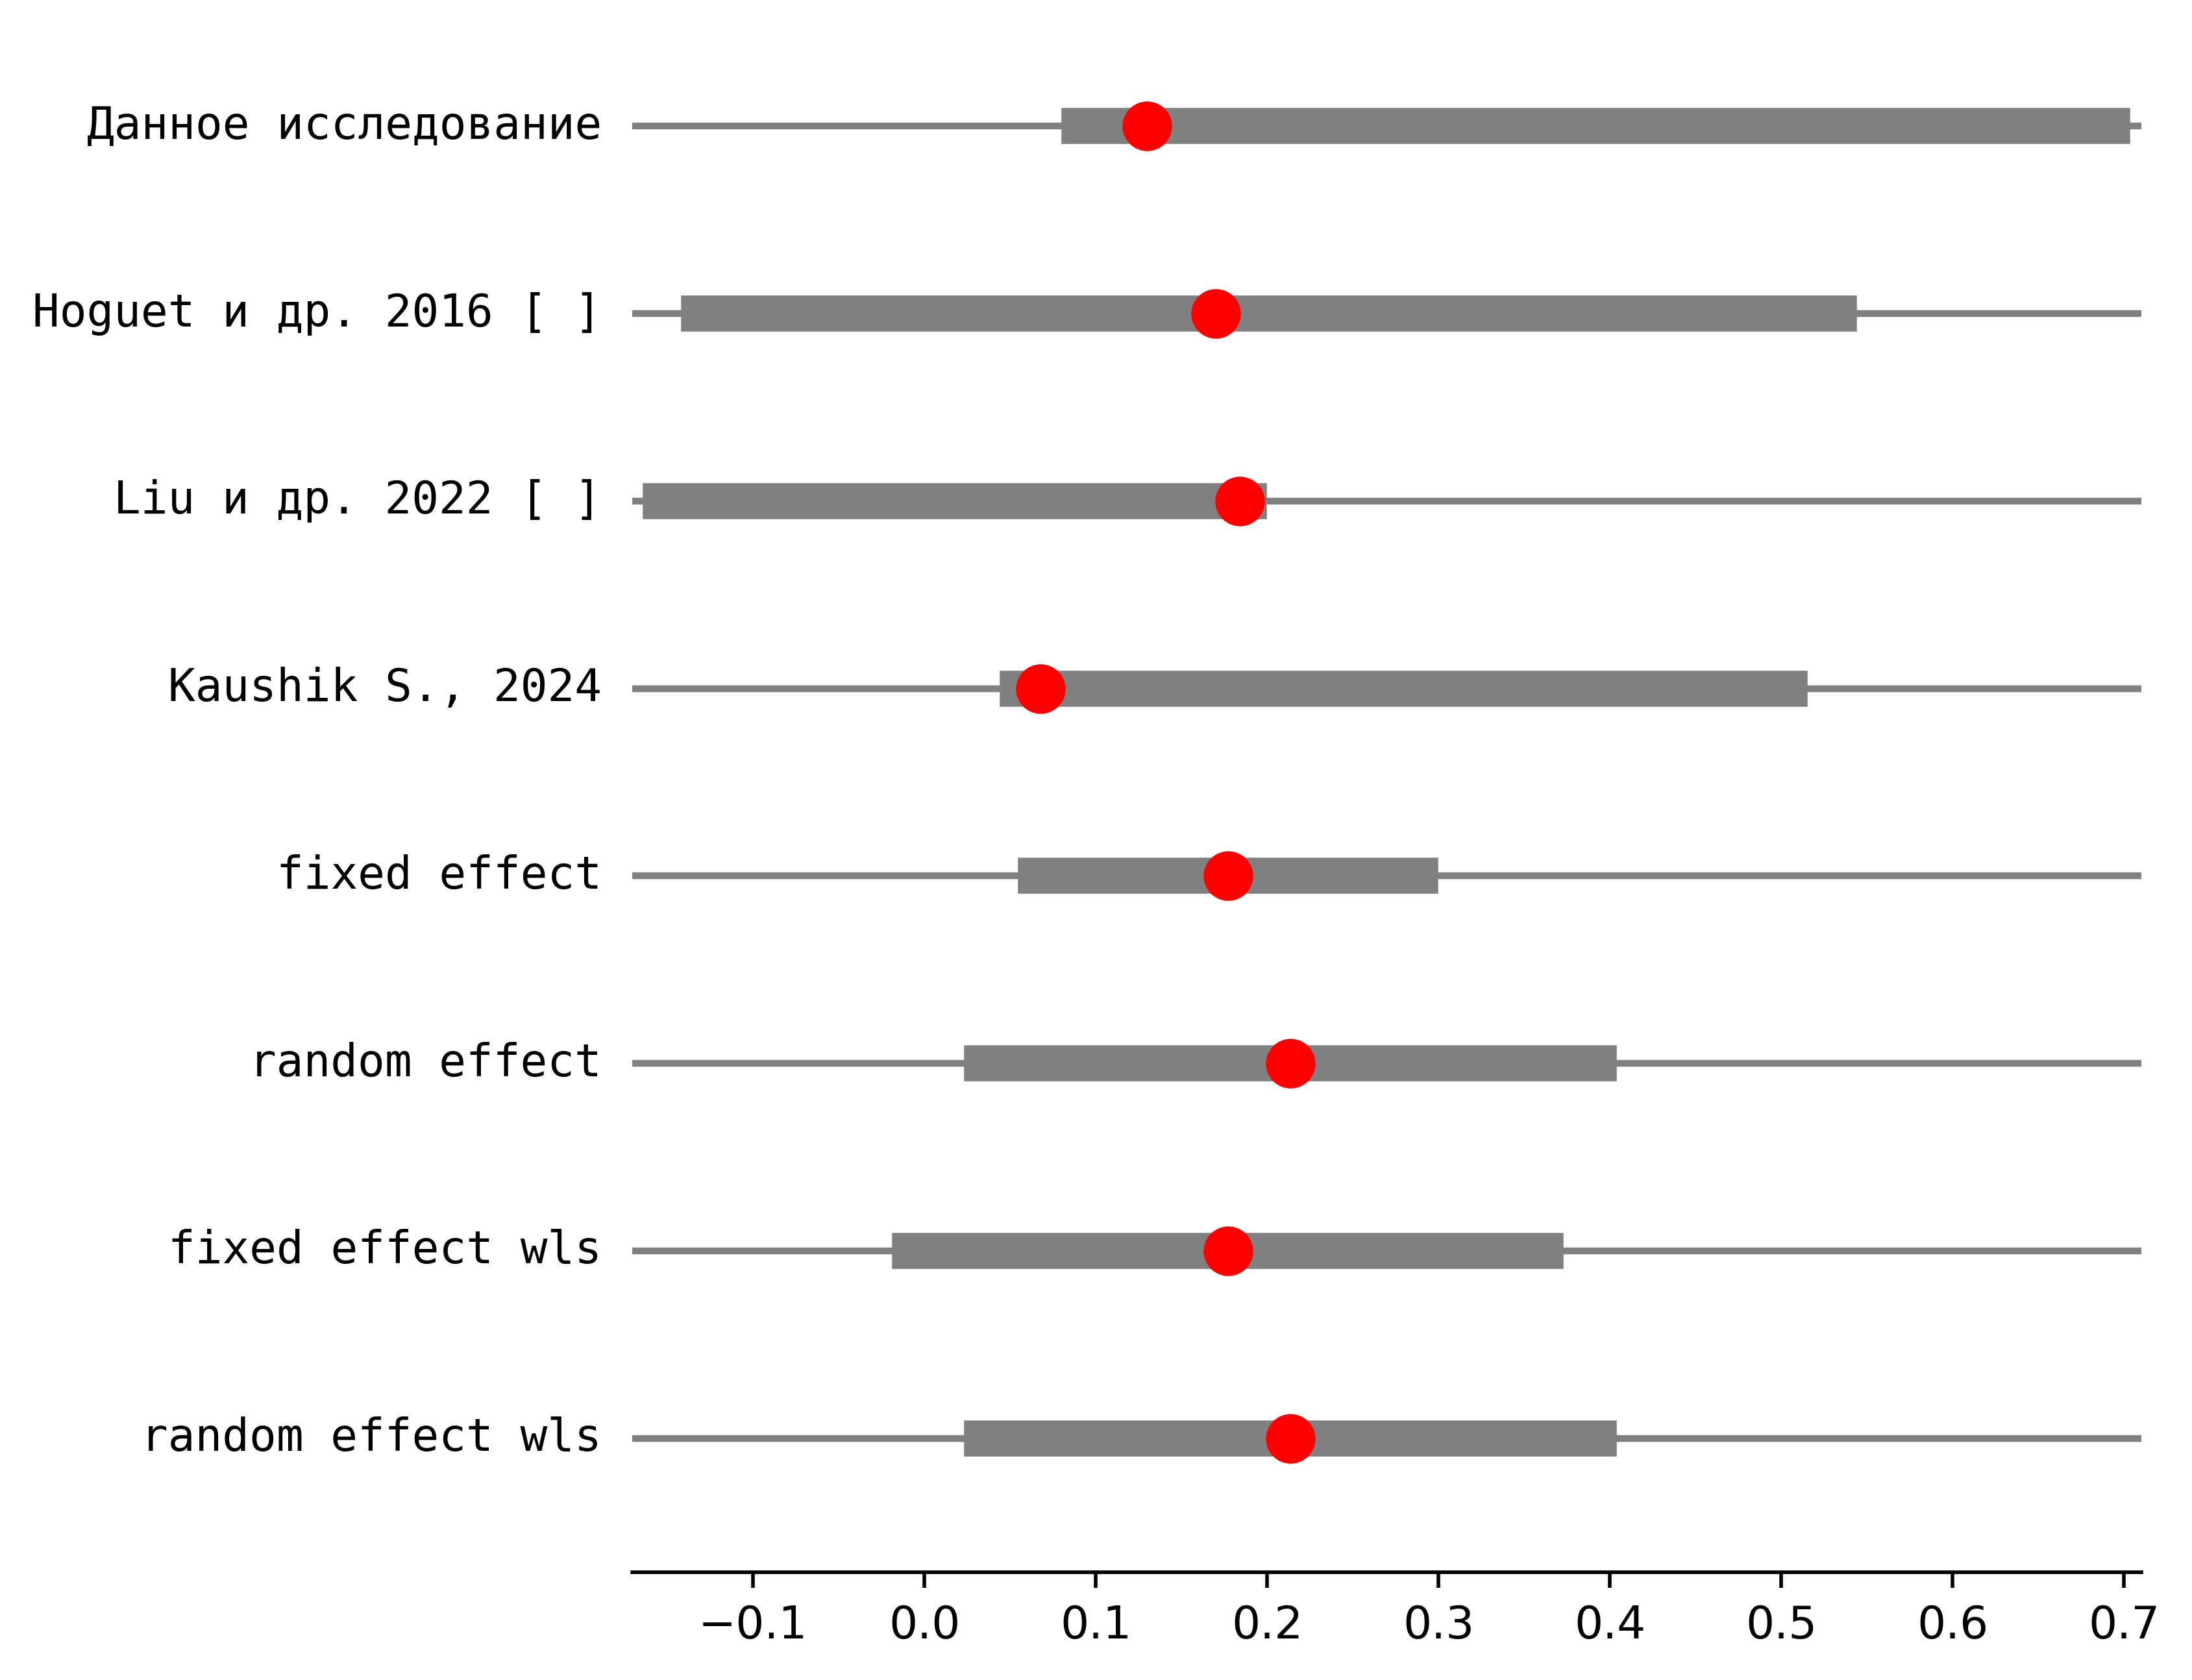 Данное исследование
Hoguet и др. 2016 [ ]
Liu и др. 2022 [ ]
Kaushik S., 2024
fixed effect
random effect
fixed effect wls
random effect wls
−0.1 0.0 0.1 0.2 0.3 0.4 0.5 0.6 0.7